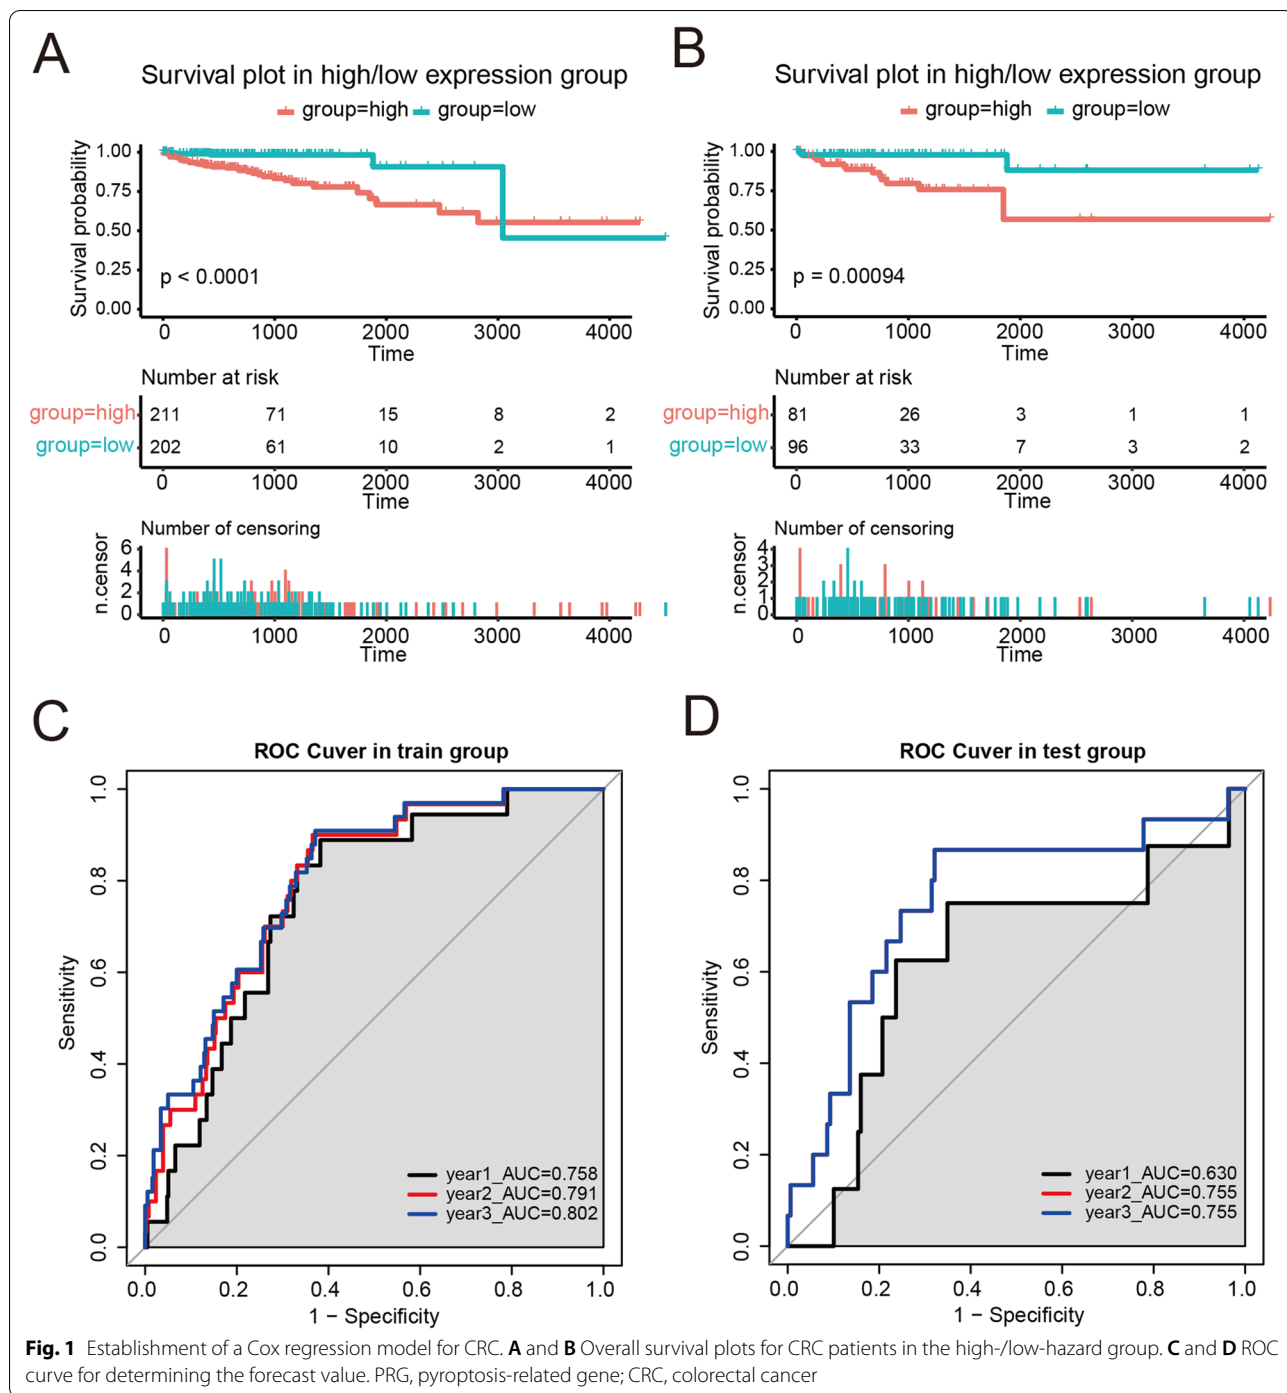 A
Survival plot in high/low expression group
group=high group=low
Survival probability
1.00
0.75
0.50
0.25
0.00
p < 0.0001
0 1000 2000 3000 4000
Time
Number at risk
group=high 211 71 15 8 2
group=low 202 61 10 2 1
0 1000 2000 3000 4000
Time
Number of censoring
n.censor
6
4
2
0
0 1000 2000 3000 4000
Time
B
Survival plot in high/low expression group
group=high group=low
Survival probability
1.00
0.75
0.50
0.25
0.00
p = 0.00094
0 1000 2000 3000 4000
Time
Number at risk
group=high 81 26 3 1 1
group=low 96 33 7 3 2
0 1000 2000 3000 4000
Time
Number of censoring
n.censor
4
3
2
1
0
0 1000 2000 3000 4000
Time
C
ROC Cuver in train group
Sensitivity
1.0
0.8
0.6
0.4
0.2
0.0
year1_AUC=0.758
year2_AUC=0.791
year3_AUC=0.802
0.0 0.2 0.4 0.6 0.8 1.0
1 − Specificity
D
ROC Cuver in test group
Sensitivity
1.0
0.8
0.6
0.4
0.2
0.0
year1_AUC=0.630
year2_AUC=0.755
year3_AUC=0.755
0.0 0.2 0.4 0.6 0.8 1.0
1 − Specificity
Fig. 1 Establishment of a Cox regression model for CRC. A and B Overall survival plots for CRC patients in the high-/low-hazard group. C and D ROC
curve for determining the forecast value. PRG, pyroptosis-related gene; CRC, colorectal cancer